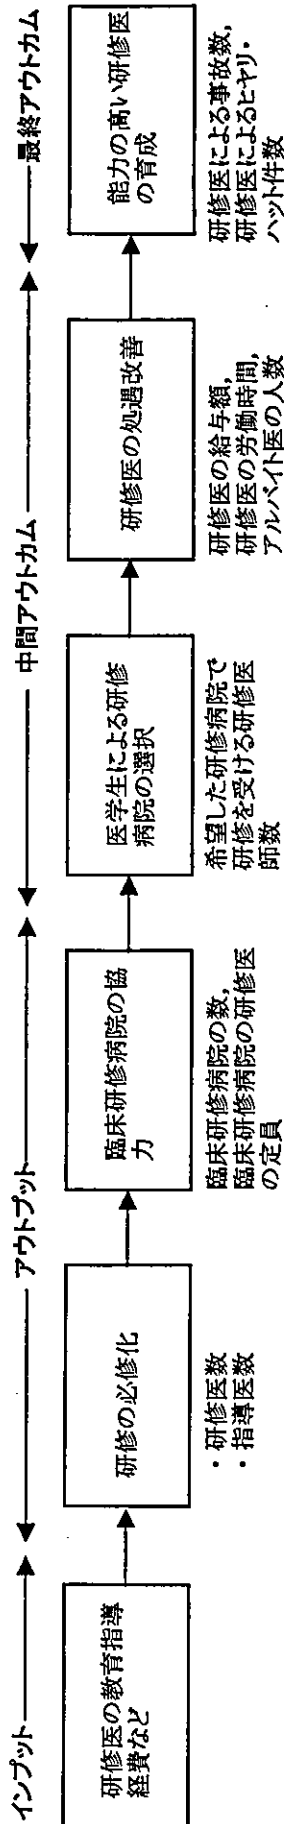 インプット
アウトプット
中間アウトカム
最終アウトカム
研修医の教育指導
経費など
研修の必修化
・研修医数
・指導医数
臨床研修病院の協
力
臨床研修病院の数,
臨床研修病院の研修医
の定員
医学生による研修
病院の選択
希望した研修病院で
研修を受ける研修医
師数
研修医の処遇改善
研修医の給与額,
研修医の労働時間,
アルバイト医の人数
能力の高い研修医
の育成
研修医による事故数,
研修医によるヒヤリ・
ハット件数